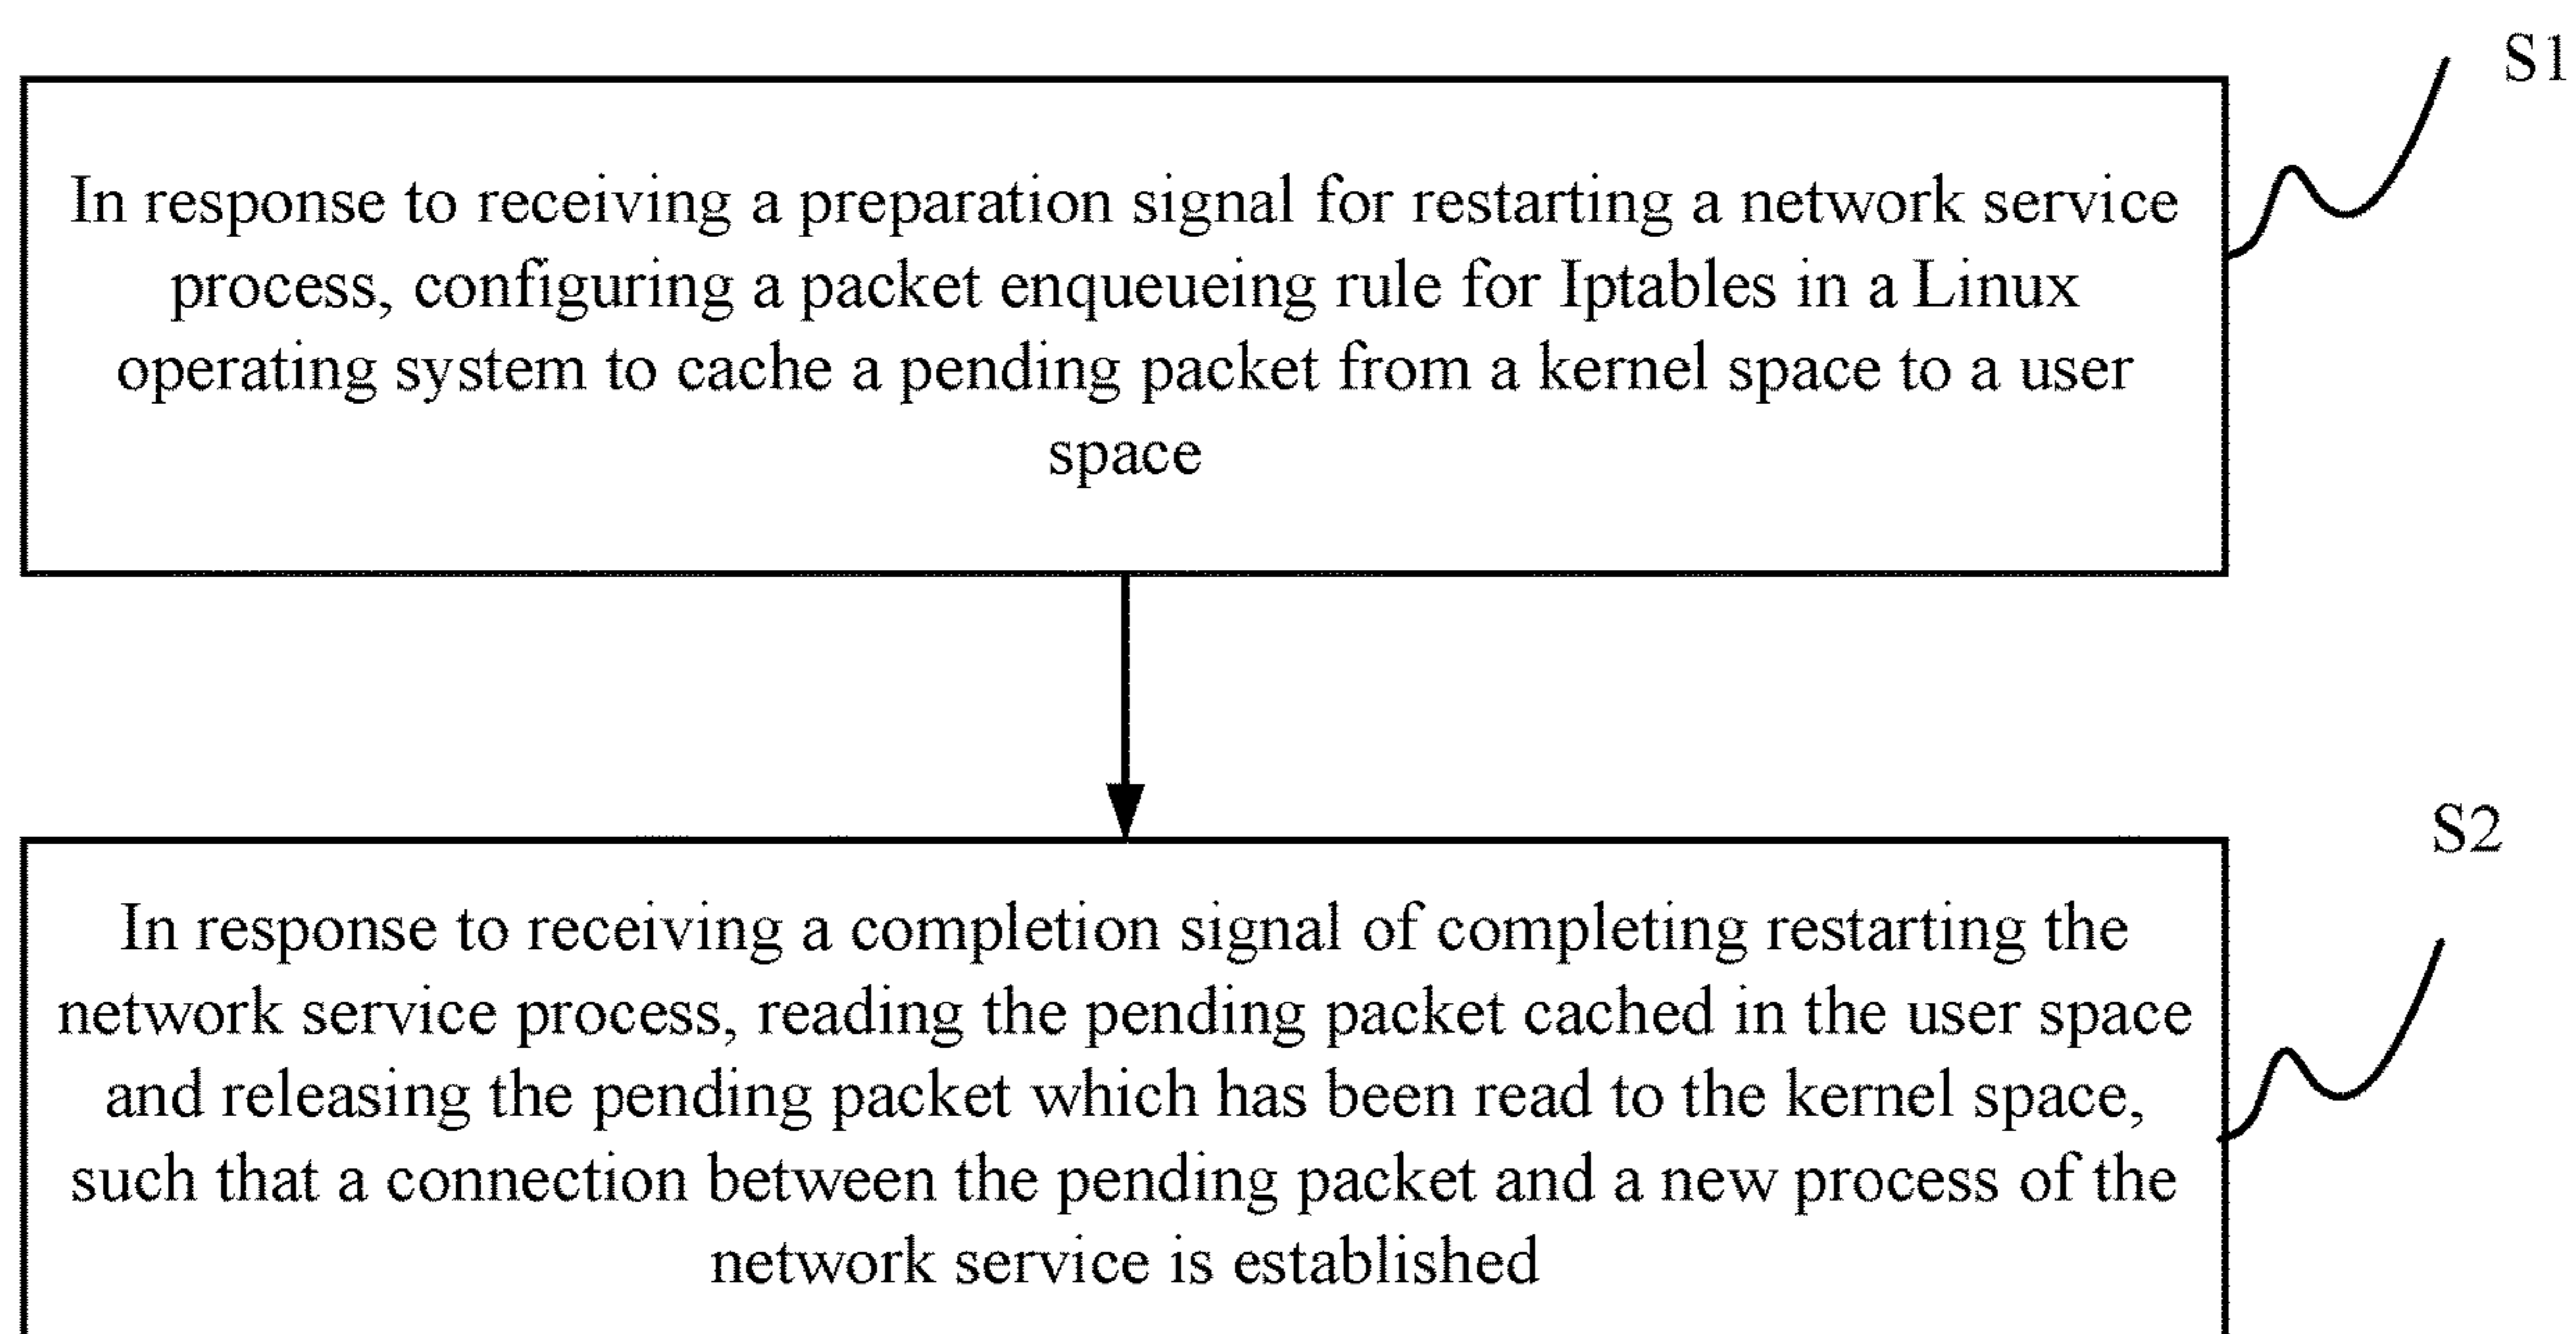 S1
In response to receiving a preparation signal for restarting a network service
process, configuring a packet enqueueing rule for Iptables in a Linux
operating system to cache a pending packet from a kernel space to a user
space
S2
In response to receiving a completion signal of completing restarting the
network service process, reading the pending packet cached in the user space
and releasing the pending packet which has been read to the kernel space,
such that a connection between the pending packet and a new process of the
network service is established